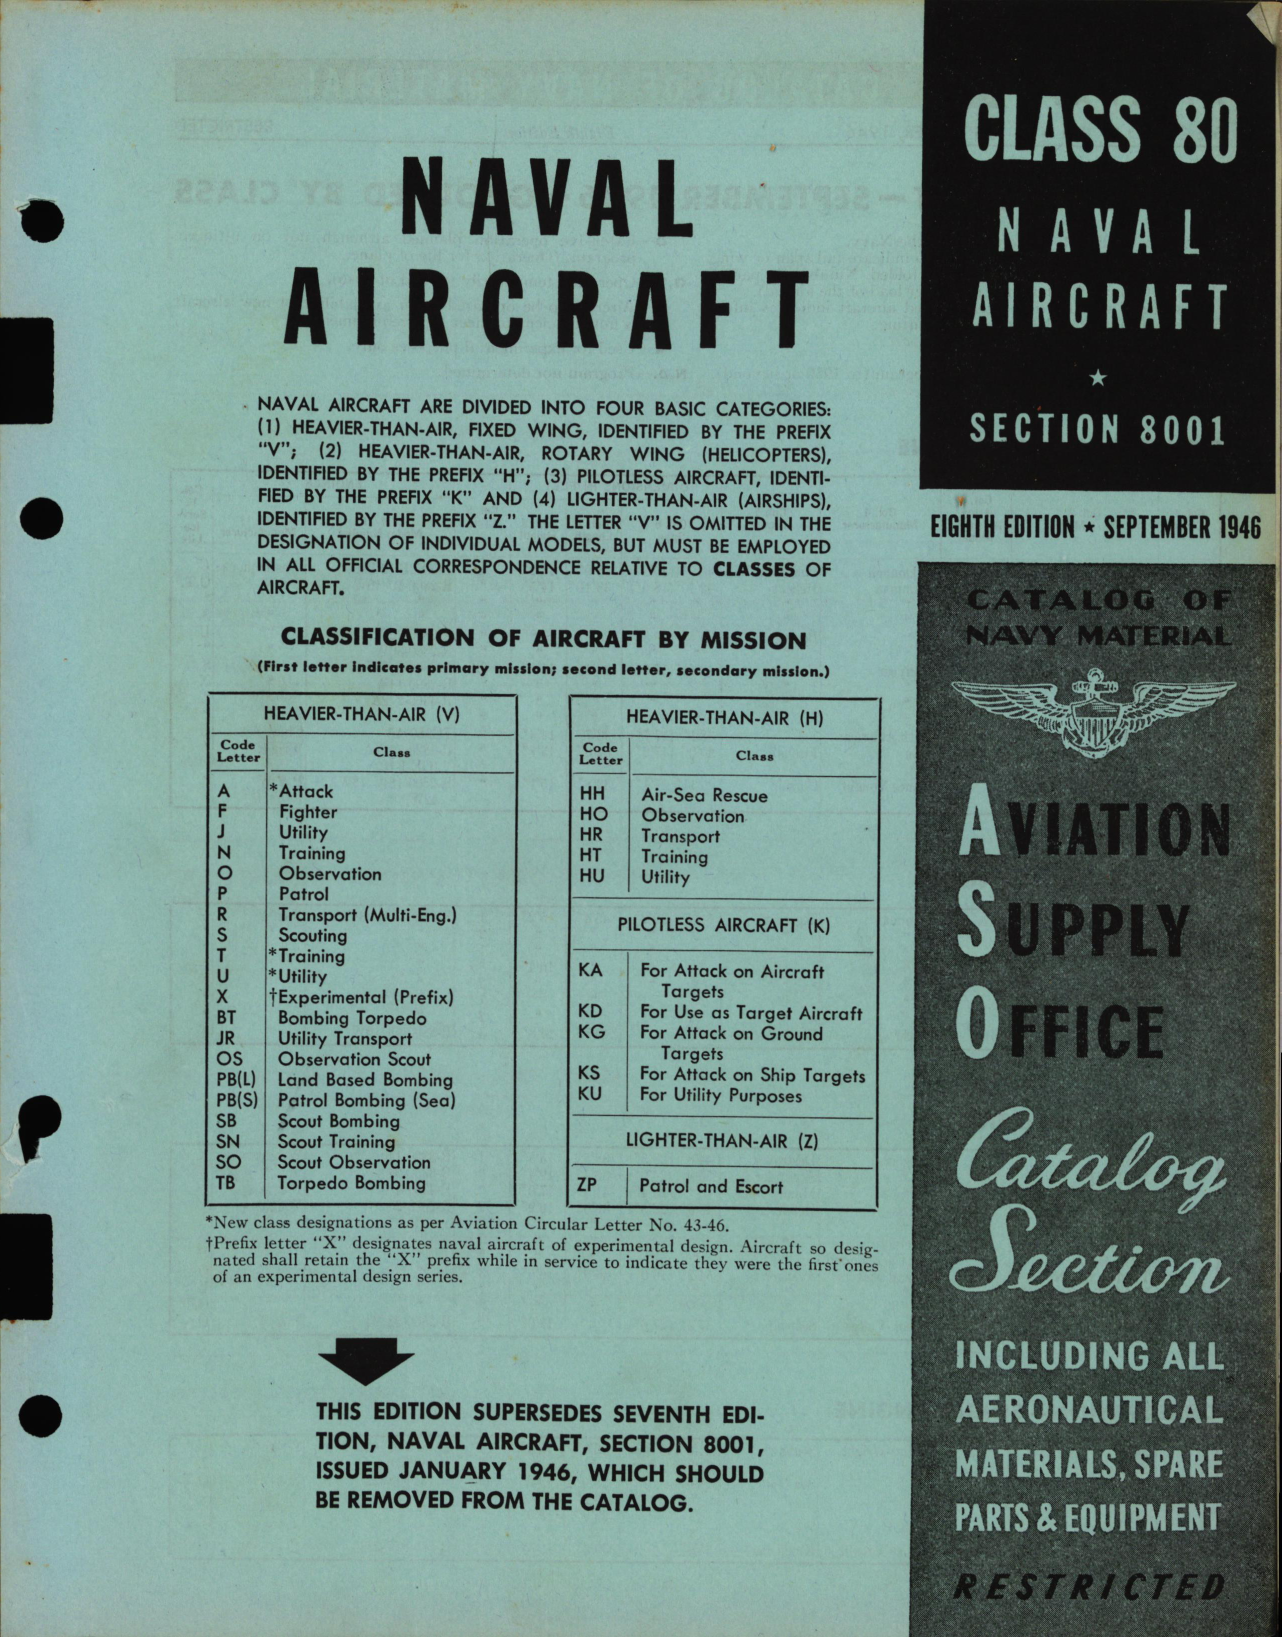 NAVAL
AIRCRAFT
NAVAL AIRCRAFT ARE DIVIDED INTO FOUR BASIC CATEGORIES:
(1) HEAVIER-THAN-AIR, FIXED WING, IDENTIFIED BY THE PREFIX
"V"; (2) HEAVIER-THAN-AIR, ROTARY WING (HELICOPTERS),
IDENTIFIED BY THE PREFIX "H"; (3) PILOTLESS AIRCRAFT, IDENTI-
FIED BY THE PREFIX "K" AND (4) LIGHTER-THAN-AIR (AIRSHIPS),
IDENTIFIED BY THE PREFIX "Z." THE LETTER "V" IS OMITTED IN THE
DESIGNATION OF INDIVIDUAL MODELS, BUT MUST BE EMPLOYED
IN ALL OFFICIAL CORRESPONDENCE RELATIVE TO CLASSES OF
AIRCRAFT.
CLASSIFICATION OF AIRCRAFT BY MISSION
(First letter indicates primary mission; second letter, secondary mission.)
HEAVIER-THAN-AIR (V)
Code Letter Class
A *Attack
F Fighter
J Utility
N Training
O Observation
P Patrol
R Transport (Multi-Eng.)
S Scouting
T *Training
U *Utility
X †Experimental (Prefix)
BT Bombing Torpedo
JR Utility Transport
OS Observation Scout
PB(L) Land Based Bombing
PB(S) Patrol Bombing (Sea)
SB Scout Bombing
SN Scout Training
SO Scout Observation
TB Torpedo Bombing
HEAVIER-THAN-AIR (H)
Code Letter Class
HH Air-Sea Rescue
HO Observation
HR Transport
HT Training
HU Utility
PILOTLESS AIRCRAFT (K)
KA For Attack on Aircraft
Targets
KD For Use as Target Aircraft
KG For Attack on Ground
Targets
KS For Attack on Ship Targets
KU For Utility Purposes
LIGHTER-THAN-AIR (Z)
ZP Patrol and Escort
*New class designations as per Aviation Circular Letter No. 43-46.
†Prefix letter "X" designates naval aircraft of experimental design. Aircraft so desig-
nated shall retain the "X" prefix while in service to indicate they were the first ones
of an experimental design series.
THIS EDITION SUPERSEDES SEVENTH EDI-
TION, NAVAL AIRCRAFT, SECTION 8001,
ISSUED JANUARY 1946, WHICH SHOULD
BE REMOVED FROM THE CATALOG.
CLASS 80
NAVAL
AIRCRAFT
★
SECTION 8001
EIGHTH EDITION ★ SEPTEMBER 1946
CATALOG OF
NAVY MATERIAL
AVIATION
SUPPLY
OFFICE
Catalog
Section
INCLUDING ALL
AERONAUTICAL
MATERIALS, SPARE
PARTS & EQUIPMENT
RESTRICTED